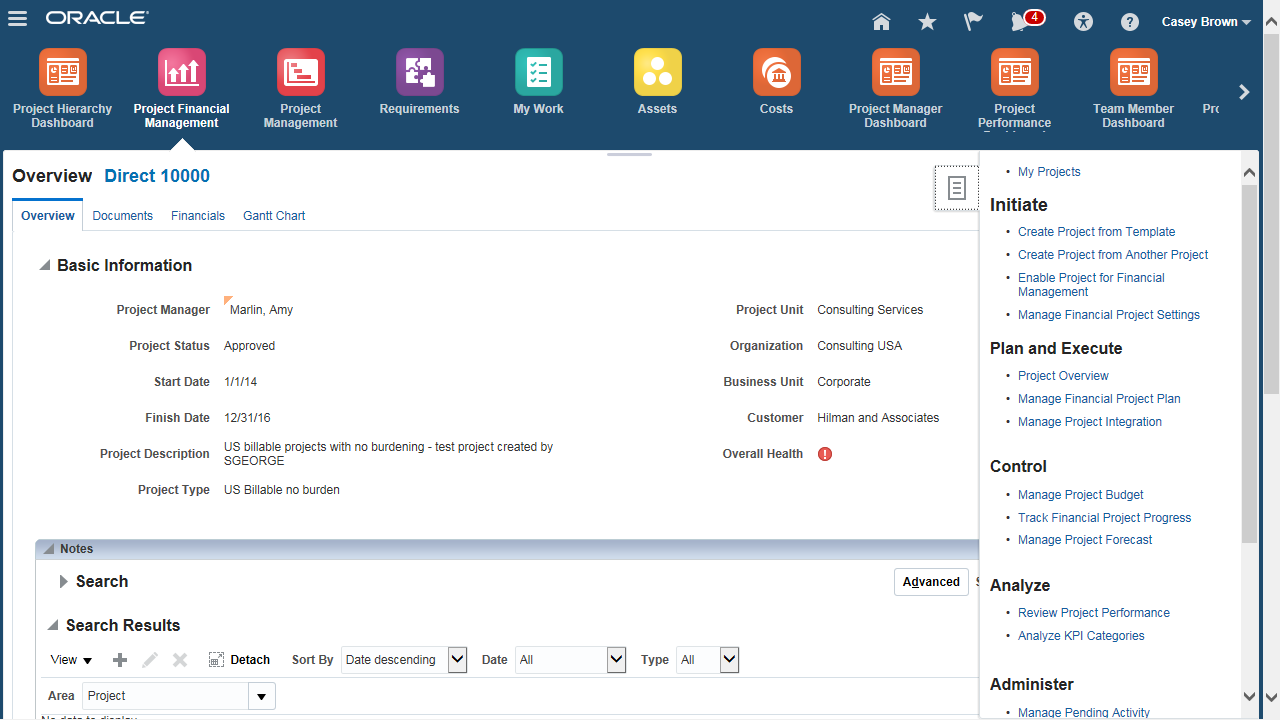 ORACLE
4
Casey Brown
Project Hierarchy
Dashboard
Project Financial
Management
Project
Management
Requirements
My Work
Assets
Costs
Project Manager
Dashboard
Project
Performance
Team Member
Dashboard
Overview Direct 10000
Overview Documents Financials Gantt Chart
Basic Information
Project Manager Marlin, Amy
Project Status Approved
Start Date 1/1/14
Finish Date 12/31/16
Project Description US billable projects with no burdening - test project created by
SGEORGE
Project Type US Billable no burden
Project Unit Consulting Services
Organization Consulting USA
Business Unit Corporate
Customer Hilman and Associates
Overall Health
Notes
Search
Advanced
Search Results
View Detach Sort By Date descending Date All Type All
Area Project
No data to display
My Projects
Initiate
Create Project from Template
Create Project from Another Project
Enable Project for Financial
Management
Manage Financial Project Settings
Plan and Execute
Project Overview
Manage Financial Project Plan
Manage Project Integration
Control
Manage Project Budget
Track Financial Project Progress
Manage Project Forecast
Analyze
Review Project Performance
Analyze KPI Categories
Administer
Manage Pending Activity